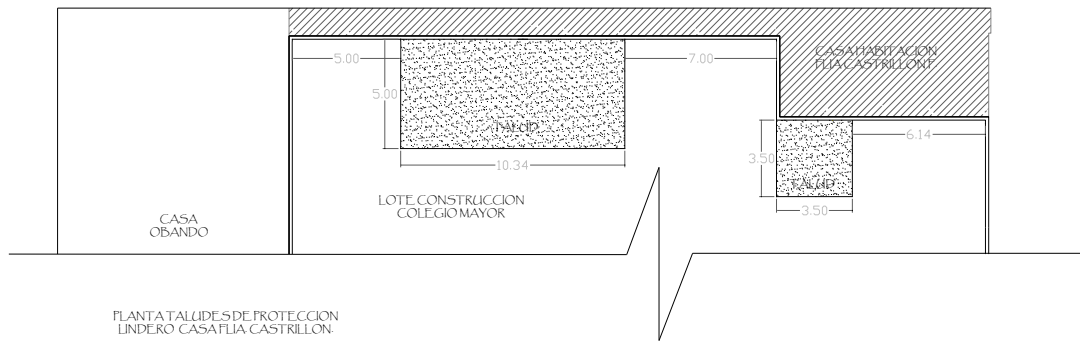 CASA HABITACION
FLIA CASTRILLON F
5.00
7.00
5.00
TALUD
10.34
6.14
3.50
TALUD
3.50
LOTE CONSTRUCCION
COLEGIO MAYOR
CASA
OBANDO
PLANTA TALUDES DE PROTECCION
LINDERO CASA FLIA. CASTRILLON.